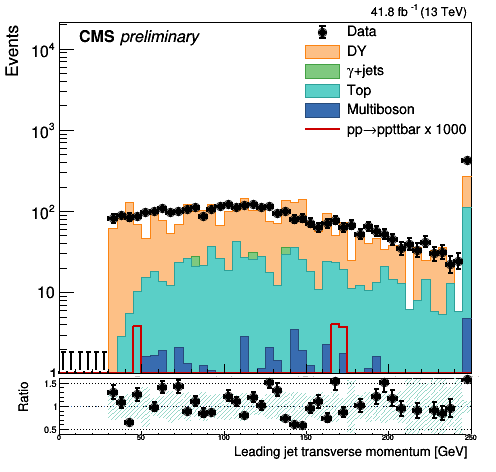 41.8 fb⁻¹ (13 TeV)
CMS preliminary
Events
10⁴
10³
10²
10
1
Data
DY
γ+jets
Top
Multiboson
pp→ppttbar x 1000
Ratio
1.5
1
0.5
0 50 100 150 200 250
Leading jet transverse momentum [GeV]